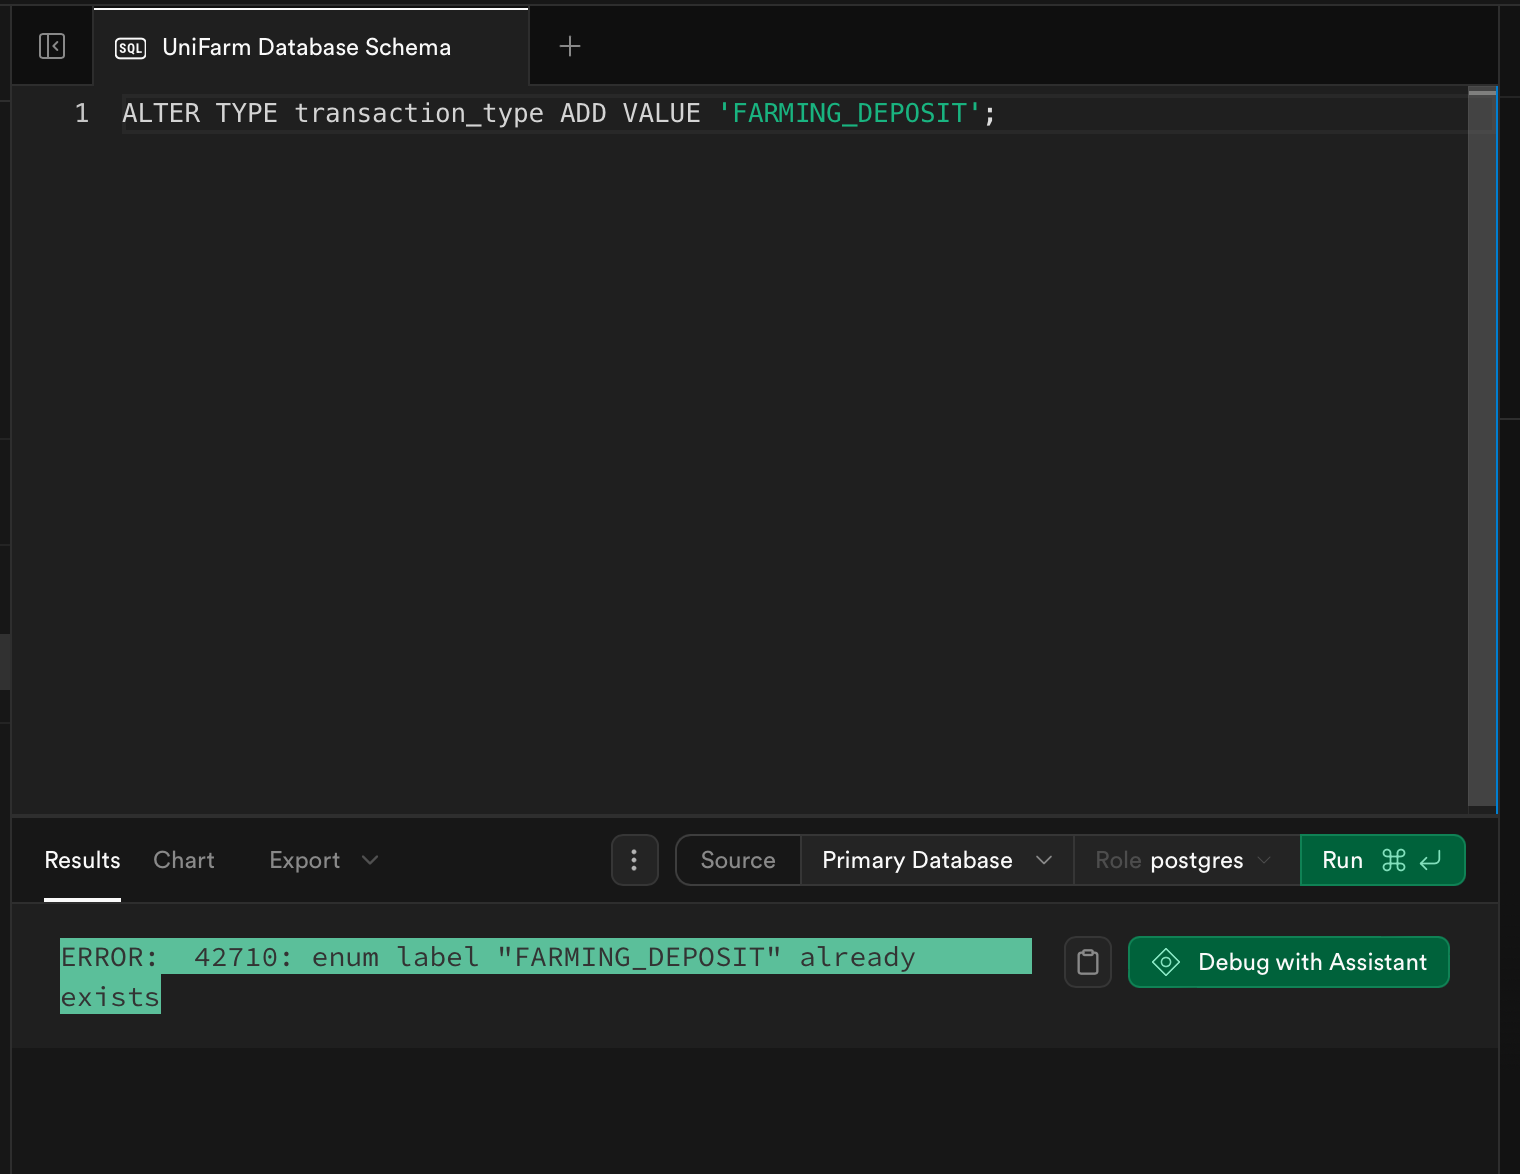 SQL UniFarm Database Schema
1 ALTER TYPE transaction_type ADD VALUE 'FARMING_DEPOSIT';
Results Chart Export Source Primary Database Role postgres Run ⌘
ERROR:  42710: enum label "FARMING_DEPOSIT" already
exists
Debug with Assistant